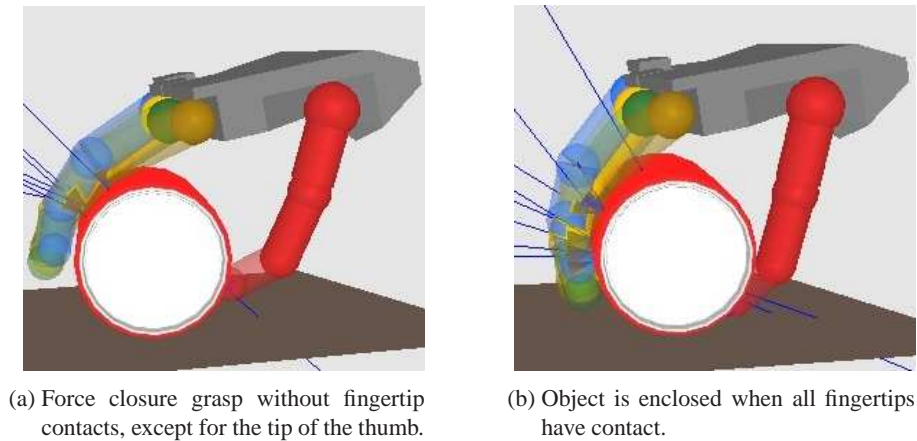 (a) Force closure grasp without fingertip
contacts, except for the tip of the thumb.
(b) Object is enclosed when all fingertips
have contact.